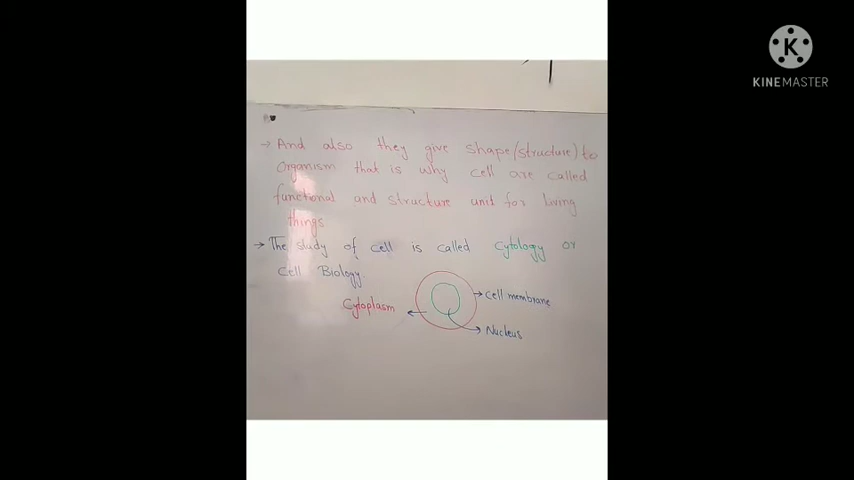 KINEMASTER
→ And also they give shape/(structure) to
organism that is why cell are called
functional and structure unit for living
things
→ The study of cell is called Cytology or
Cell Biology.
Cytoplasm
Cell membrane
Nucleus